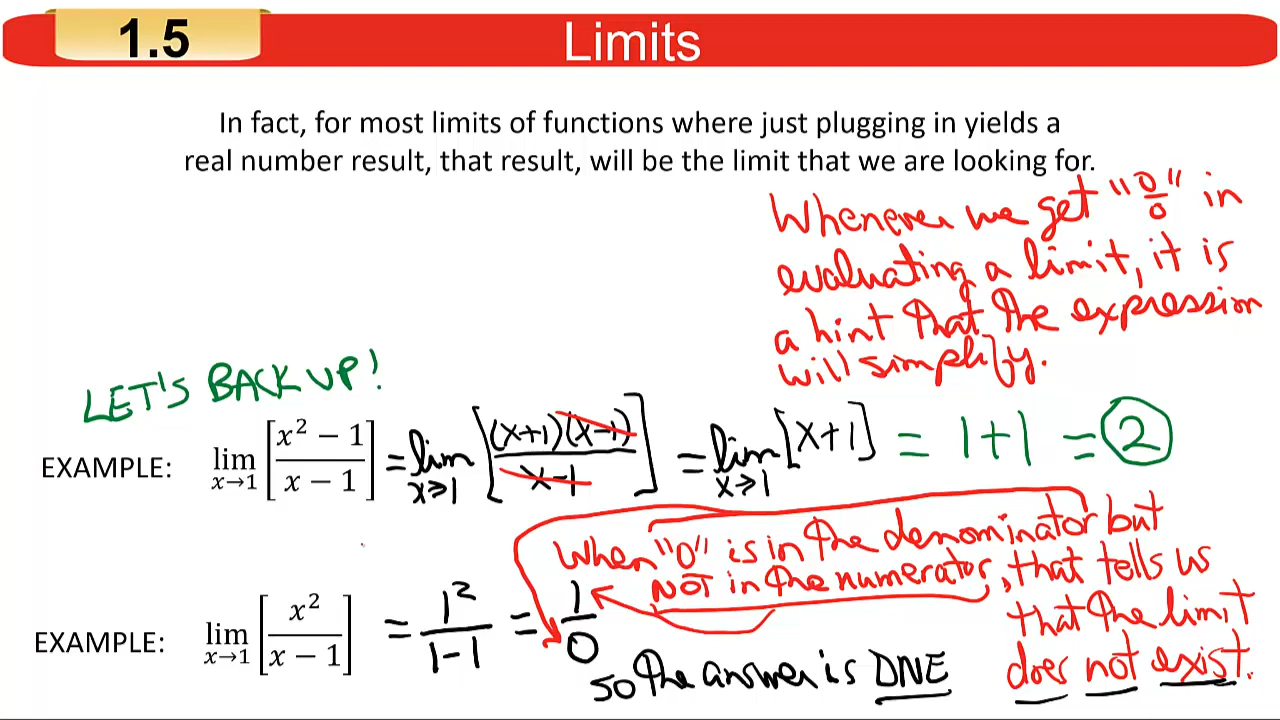 1.5 Limits
In fact, for most limits of functions where just plugging in yields a
real number result, that result, will be the limit that we are looking for.
Whenever we get "0/0" in
evaluating a limit, it is
a hint that the expression
will simplify.
LET'S BACK UP!
EXAMPLE: lim x→1 [x² − 1 / x − 1] = lim x→1 [(x+1)(x−1) / x−1] = lim x→1 [x+1] = 1+1 = 2
When "0" is in the denominator but
NOT in the numerator, that tells us
that the limit
does not exist.
EXAMPLE: lim x→1 [x² / x − 1] = 1² / 1−1 = 1/0
so the answer is DNE